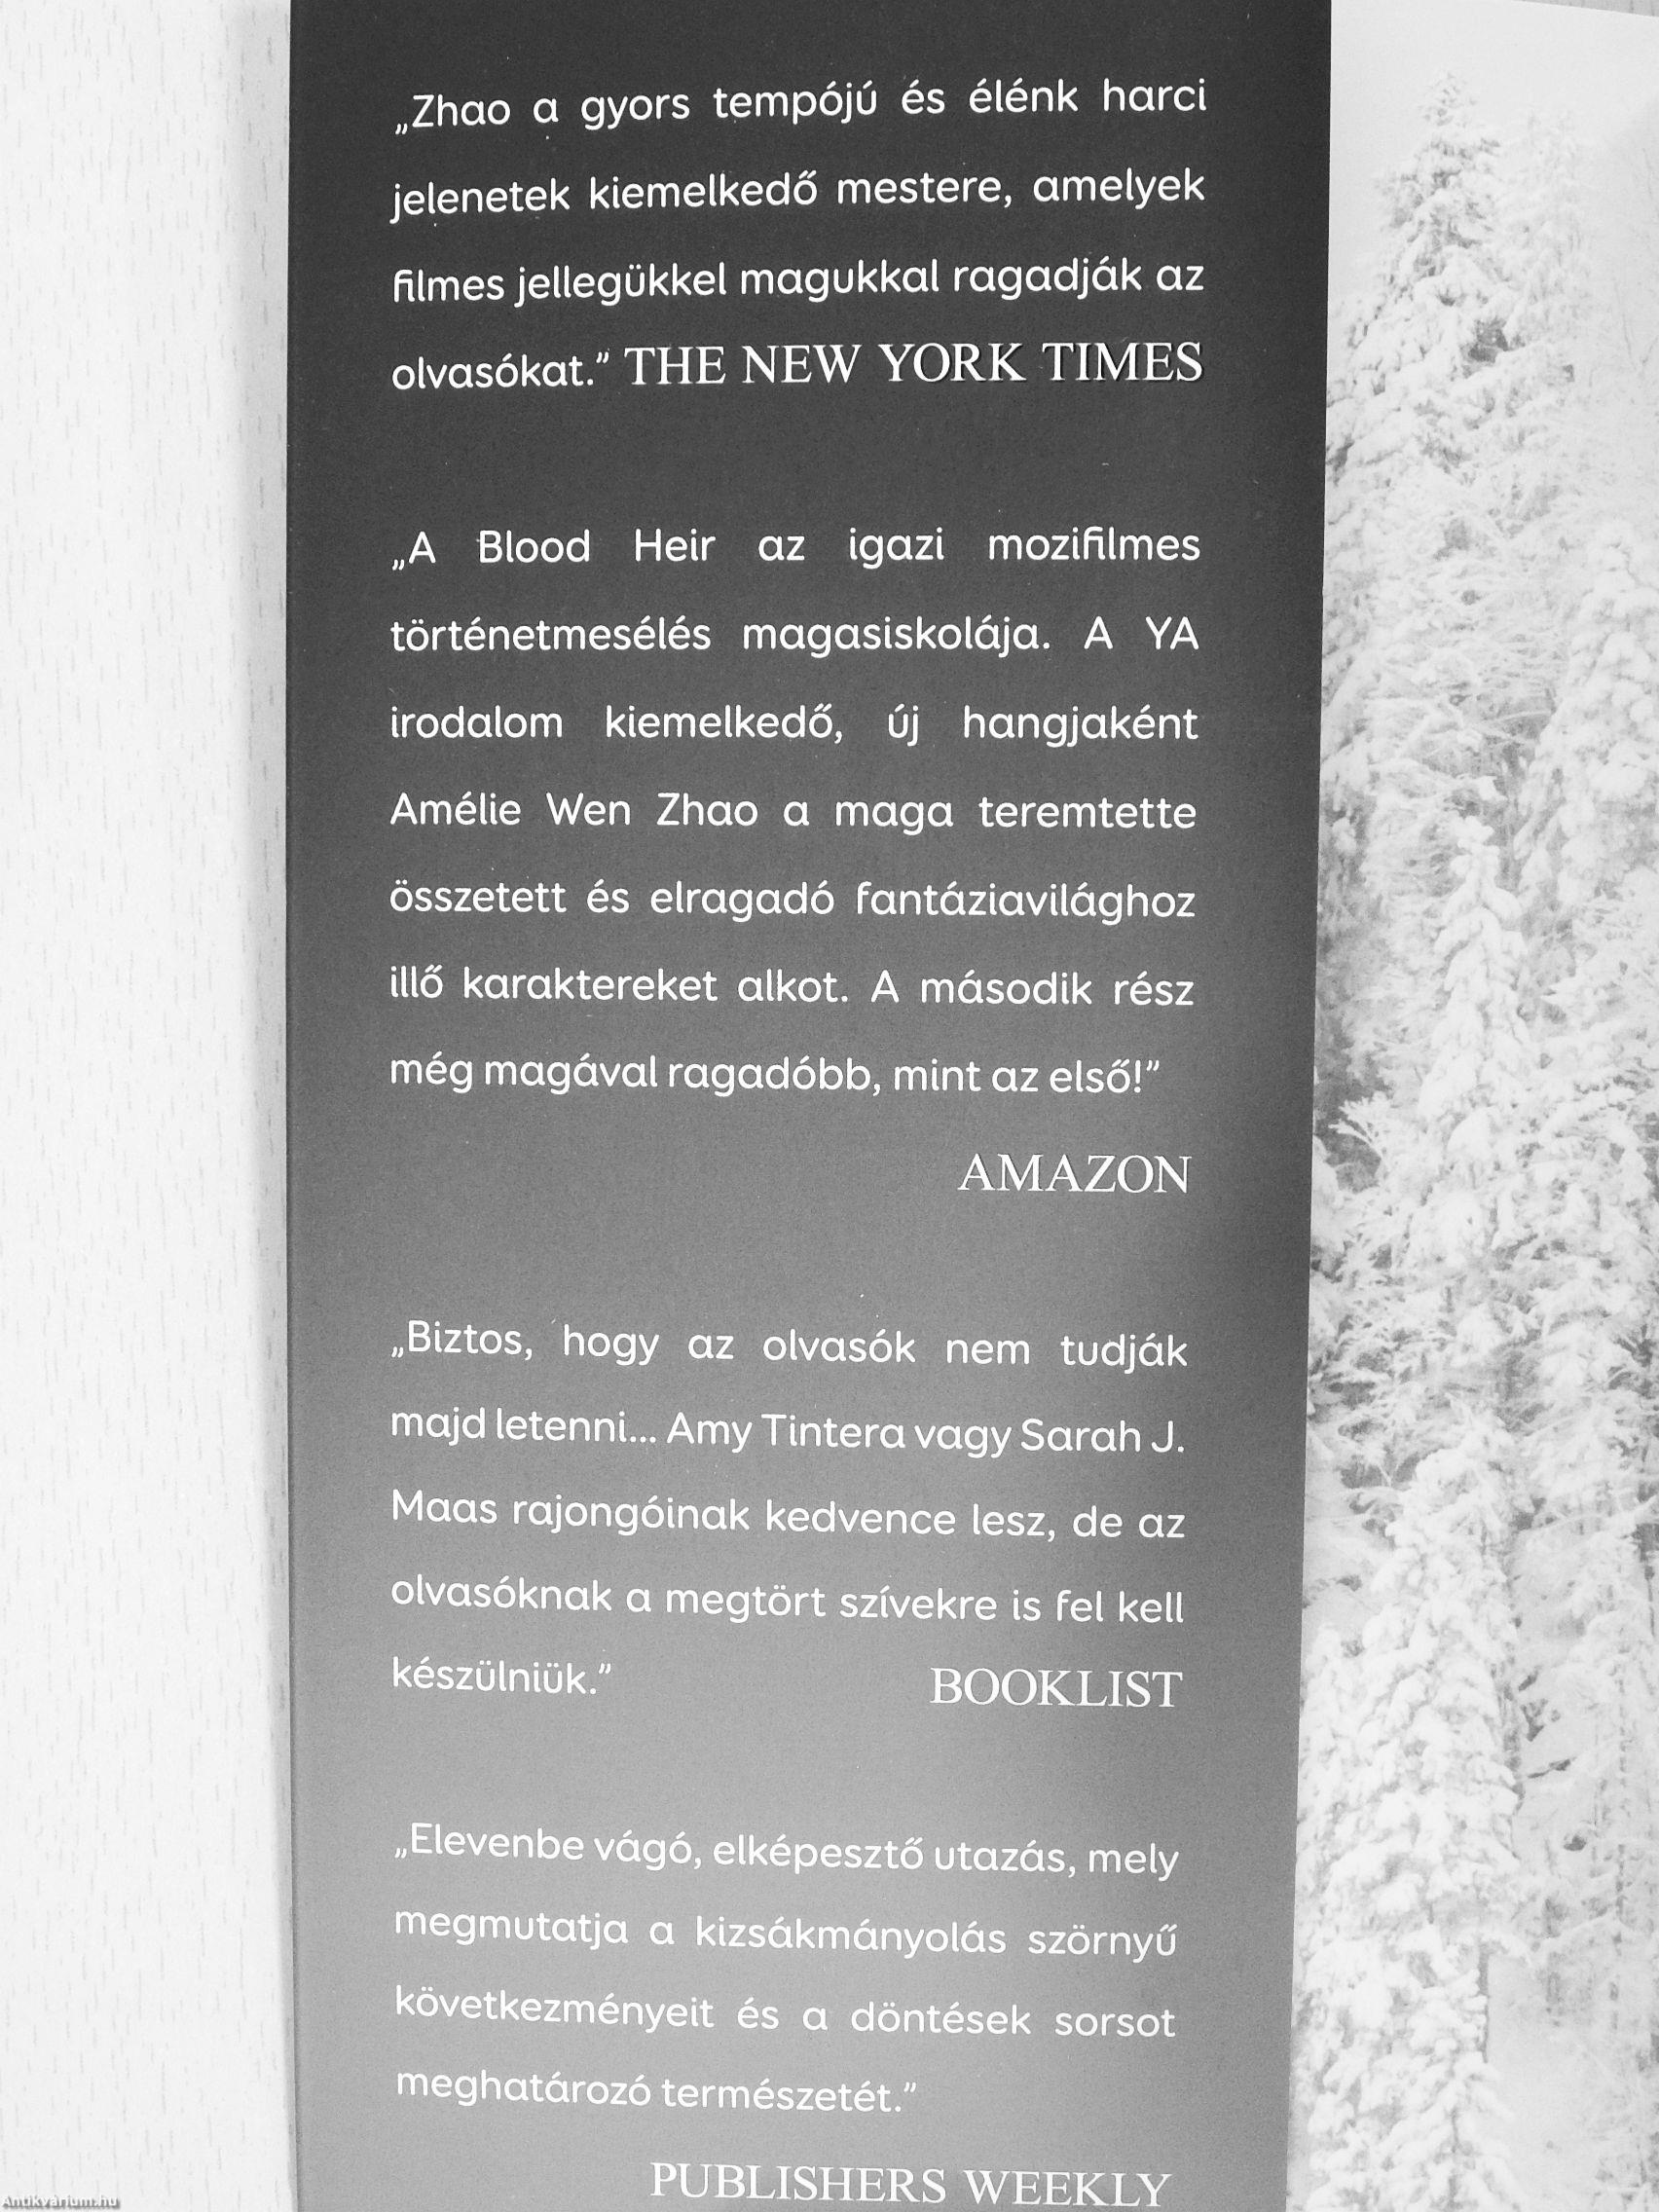 „Zhao a gyors tempójú és élénk harci
jelenetek kiemelkedő mestere, amelyek
filmes jellegükkel magukkal ragadják az
olvasókat.” THE NEW YORK TIMES
„A Blood Heir az igazi mozifilmes
történetmesélés magasiskolája. A YA
irodalom kiemelkedő, új hangjaként
Amélie Wen Zhao a maga teremtette
összetett és elragadó fantáziavilághoz
illő karaktereket alkot. A második rész
még magával ragadóbb, mint az első!”
AMAZON
„Biztos, hogy az olvasók nem tudják
majd letenni... Amy Tintera vagy Sarah J.
Maas rajongóinak kedvence lesz, de az
olvasóknak a megtört szívekre is fel kell
készülniük.” BOOKLIST
„Elevenbe vágó, elképesztő utazás, mely
megmutatja a kizsákmányolás szörnyű
következményeit és a döntések sorsot
meghatározó természetét.”
PUBLISHERS WEEKLY
Antikvárium.hu